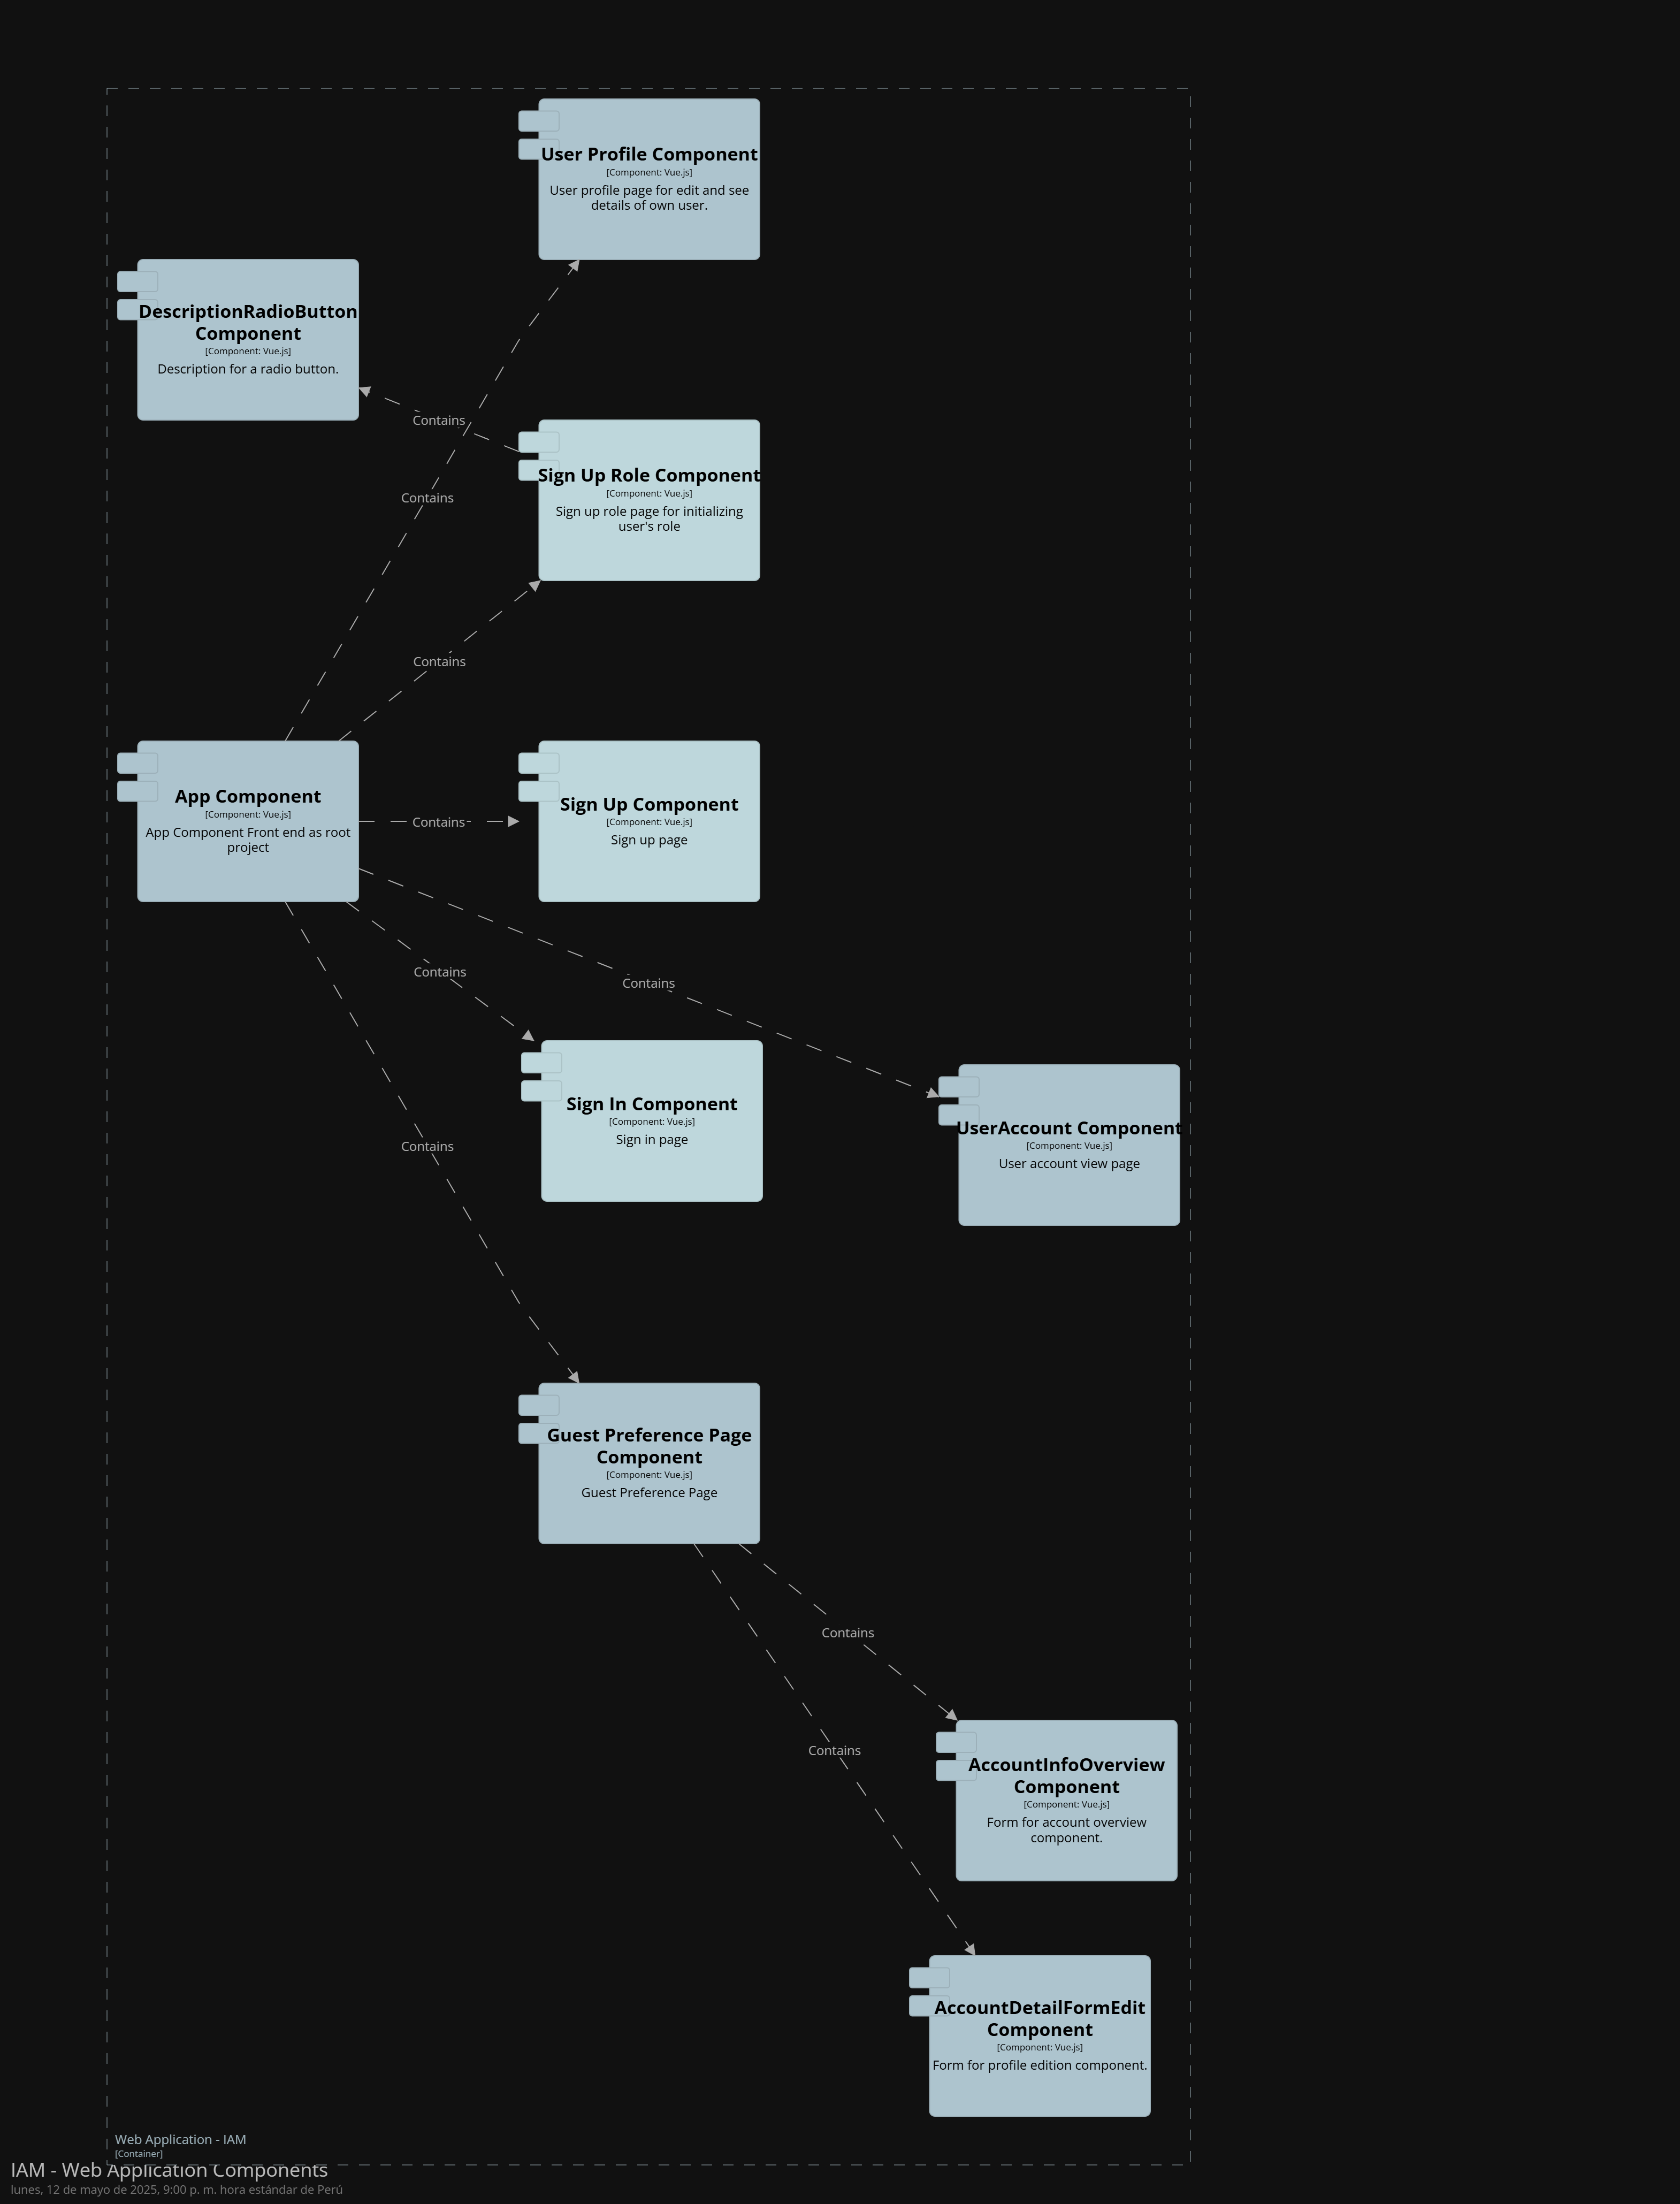 User Profile Component
[Component: Vue.js]
User profile page for edit and see
details of own user.
DescriptionRadioButton
Component
[Component: Vue.js]
Description for a radio button.
Contains
Sign Up Role Component
[Component: Vue.js]
Sign up role page for initializing
user's role
Contains
Contains
App Component
[Component: Vue.js]
App Component Front end as root
project
Contains
Sign Up Component
[Component: Vue.js]
Sign up page
Contains
Contains
Sign In Component
[Component: Vue.js]
Sign in page
UserAccount Component
[Component: Vue.js]
User account view page
Contains
Guest Preference Page
Component
[Component: Vue.js]
Guest Preference Page
Contains
Contains
AccountInfoOverview
Component
[Component: Vue.js]
Form for account overview
component.
AccountDetailFormEdit
Component
[Component: Vue.js]
Form for profile edition component.
Web Application - IAM
[Container]
IAM - Web Application Components
lunes, 12 de mayo de 2025, 9:00 p. m. hora estándar de Perú